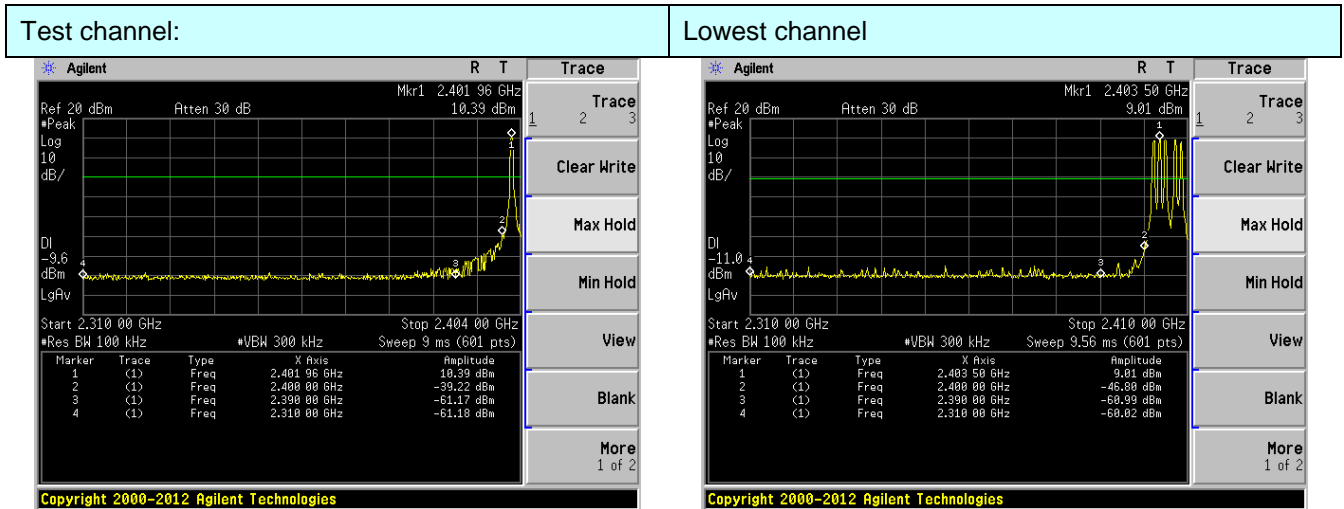 Test channel:
Lowest channel
Agilent
R T
Mkr1 2.401 96 GHz
Ref 20 dBm
Atten 30 dB
10.39 dBm
#Peak
Log
10
dB/
DI
-9.6
dBm
LgAv
1
2
3
4
Start 2.310 00 GHz
Stop 2.404 00 GHz
#Res BW 100 kHz
#VBW 300 kHz
Sweep 9 ms (601 pts)
Marker Trace Type X Axis Amplitude
1 (1) Freq 2.401 96 GHz 10.39 dBm
2 (1) Freq 2.400 00 GHz -39.22 dBm
3 (1) Freq 2.390 00 GHz -61.17 dBm
4 (1) Freq 2.310 00 GHz -61.18 dBm
Copyright 2000-2012 Agilent Technologies
Trace
Trace
1 2 3
Clear Write
Max Hold
Min Hold
View
Blank
More
1 of 2
Agilent
R T
Mkr1 2.403 50 GHz
Ref 20 dBm
Atten 30 dB
9.01 dBm
#Peak
Log
10
dB/
DI
-11.0
dBm
LgAv
1
2
3
4
Start 2.310 00 GHz
Stop 2.410 00 GHz
#Res BW 100 kHz
#VBW 300 kHz
Sweep 9.56 ms (601 pts)
Marker Trace Type X Axis Amplitude
1 (1) Freq 2.403 50 GHz 9.01 dBm
2 (1) Freq 2.400 00 GHz -46.80 dBm
3 (1) Freq 2.390 00 GHz -60.99 dBm
4 (1) Freq 2.310 00 GHz -60.02 dBm
Copyright 2000-2012 Agilent Technologies
Trace
Trace
1 2 3
Clear Write
Max Hold
Min Hold
View
Blank
More
1 of 2